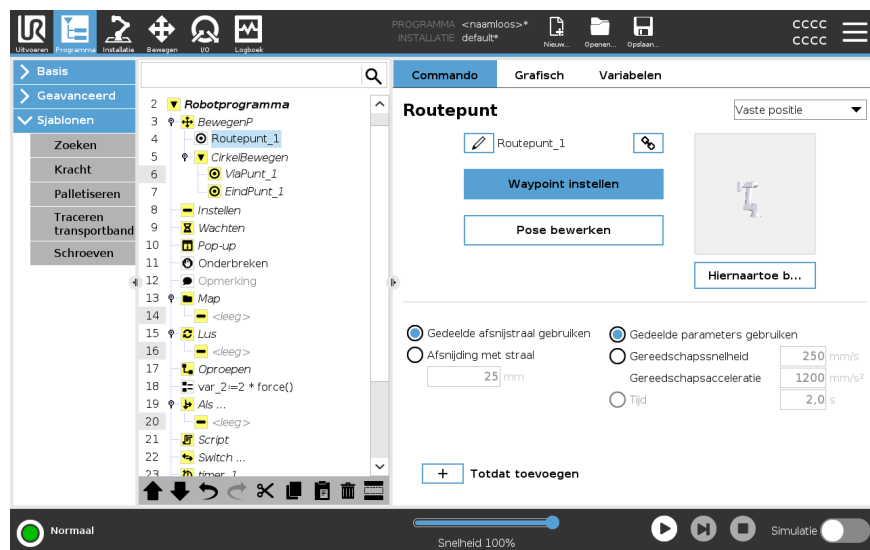 UR
PROGRAMMA <naamloos>*
INSTALLATIE default*
CCCC
CCCC
Uitvoeren Programma Installatie Bewegen I/O Logboek Nieuw... Openen... Opslaan...
Basis
Geavanceerd
Sjablonen
Zoeken
Kracht
Palletiseren
Traceren
transportband
Schroeven
2 Robotprogramma
3 BewegenP
4 Routepunt_1
5 CirkelBewegen
6 ViaPunt_1
7 EindPunt_1
8 Instellen
9 Wachten
10 Pop-up
11 Onderbreken
12 Opmerking
13 Map
14 <leeg>
15 Lus
16 <leeg>
17 Oproepen
18 var_2:=2 * force()
19 Als ...
20 <leeg>
21 Script
22 Switch ...
23 timer_1
Commando Grafisch Variabelen
Routepunt
Vaste positie
Routepunt_1
Waypoint instellen
Pose bewerken
Hiernaartoe b...
Gedeelde afsnijstraal gebruiken
Afsnijding met straal
25 mm
Gedeelde parameters gebruiken
Gereedschapssnelheid 250 mm/s
Gereedschapsacceleratie 1200 mm/s²
Tijd 2,0 s
+ Totdat toevoegen
Normaal
Snelheid 100%
Simulatie